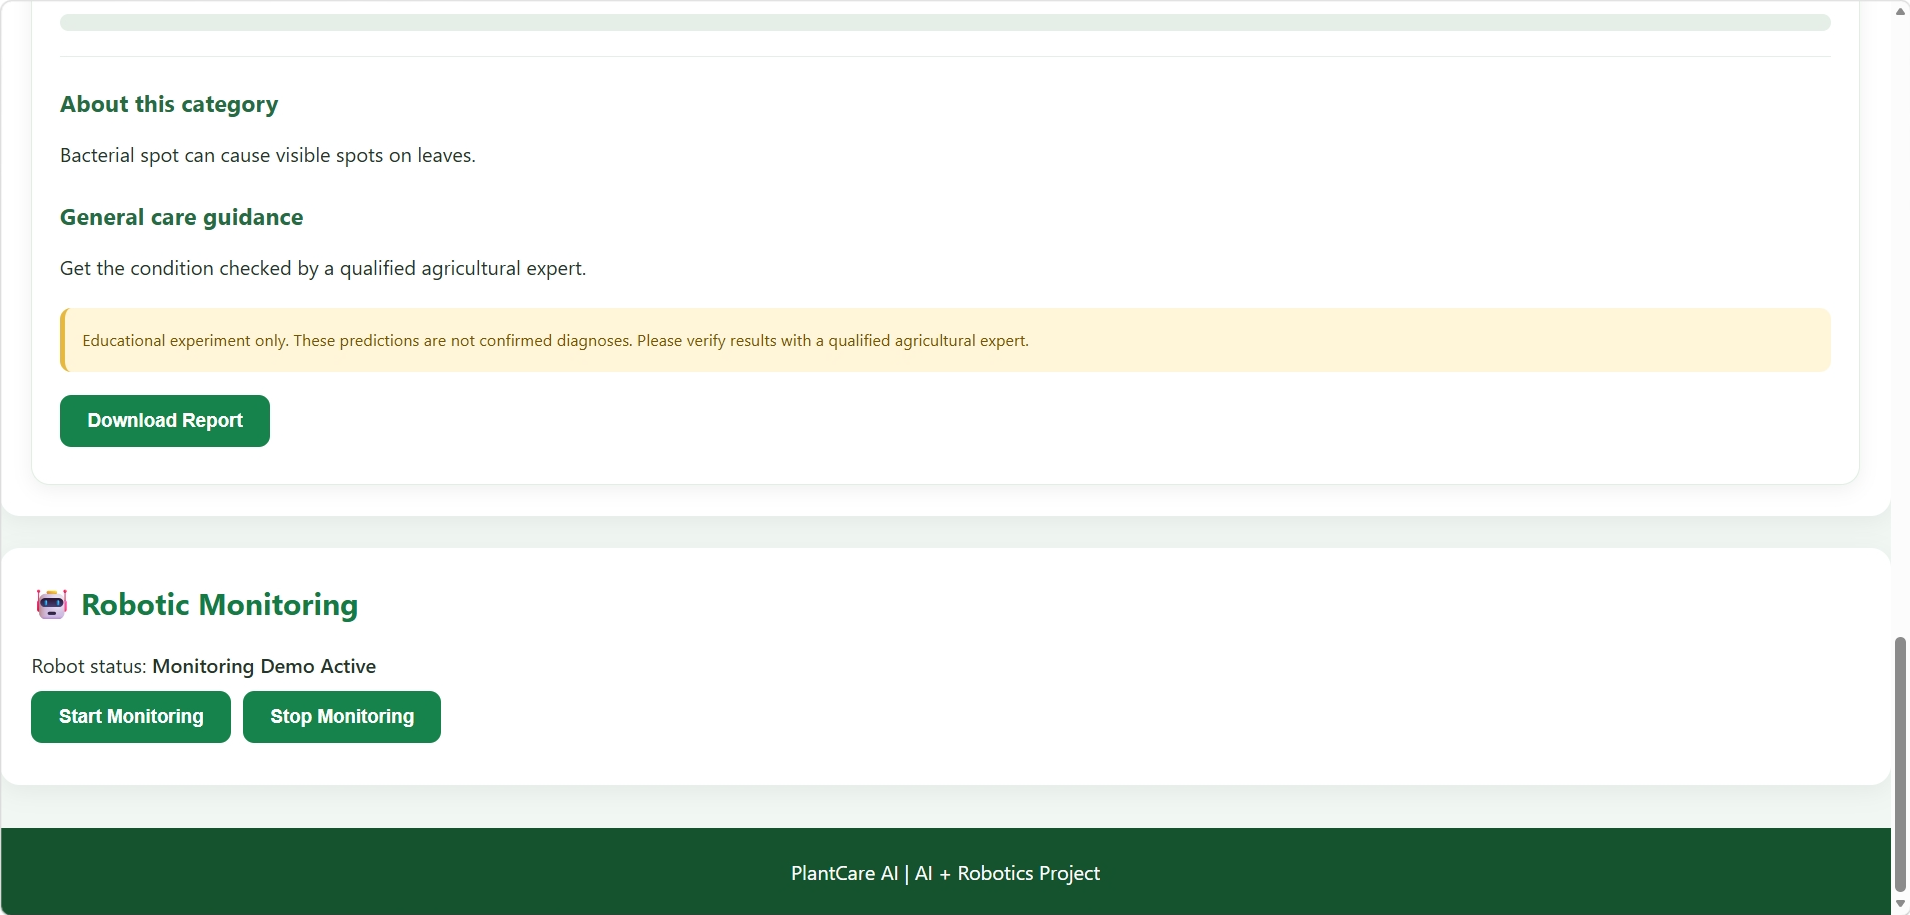 About this category
Bacterial spot can cause visible spots on leaves.
General care guidance
Get the condition checked by a qualified agricultural expert.
Educational experiment only. These predictions are not confirmed diagnoses. Please verify results with a qualified agricultural expert.
Download Report
Robotic Monitoring
Robot status: Monitoring Demo Active
Start Monitoring
Stop Monitoring
PlantCare AI | AI + Robotics Project